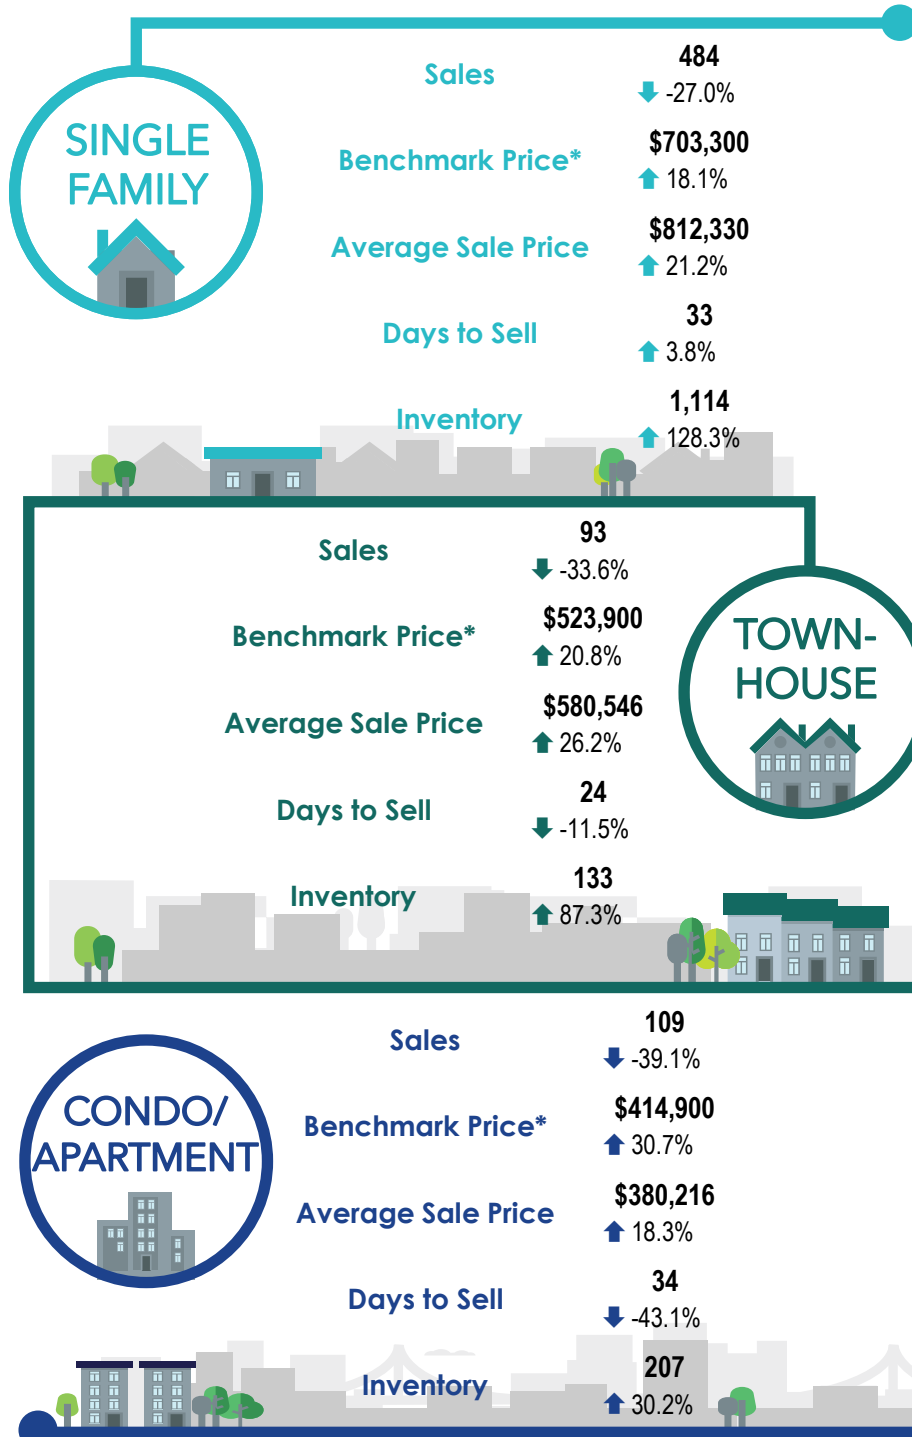 SINGLE
FAMILY
Sales
484
-27.0%
Benchmark Price*
$703,300
18.1%
Average Sale Price
$812,330
21.2%
Days to Sell
33
3.8%
Inventory
1,114
128.3%
TOWN-
HOUSE
Sales
93
-33.6%
Benchmark Price*
$523,900
20.8%
Average Sale Price
$580,546
26.2%
Days to Sell
24
-11.5%
Inventory
133
87.3%
CONDO/
APARTMENT
Sales
109
-39.1%
Benchmark Price*
$414,900
30.7%
Average Sale Price
$380,216
18.3%
Days to Sell
34
-43.1%
Inventory
207
30.2%